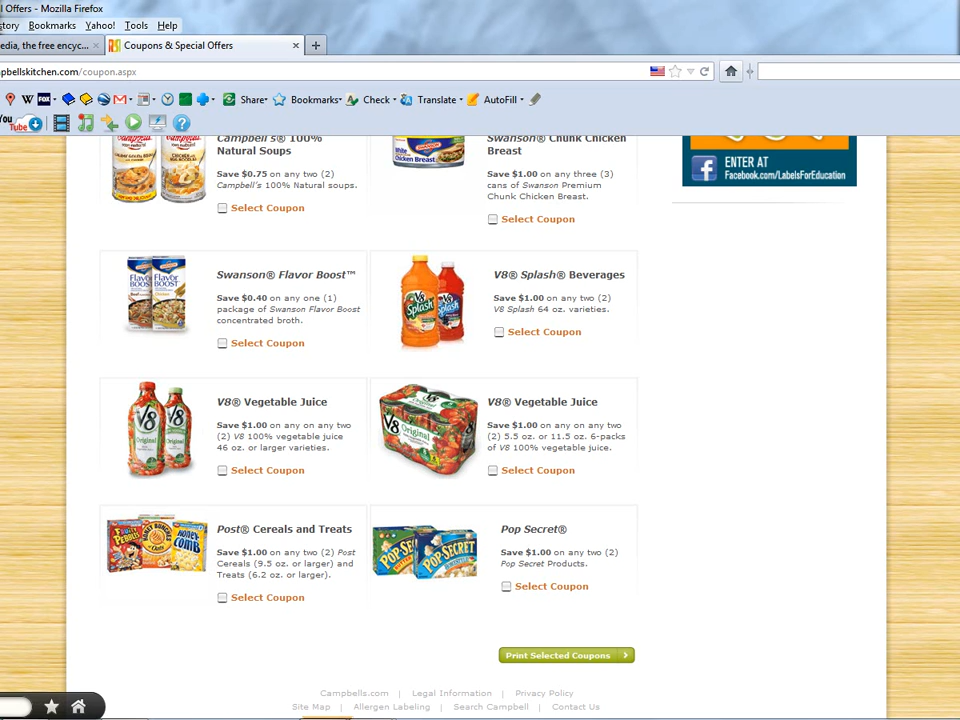 l Offers - Mozilla Firefox
story Bookmarks Yahoo! Tools Help
edia, the free encyc... × Coupons & Special Offers × +
pbellskitchen.com/coupon.aspx
W FOX Share Bookmarks Check Translate AutoFill
You
Tube
Campbell's® 100%
Natural Soups
Save $0.75 on any two (2)
Campbell's 100% Natural soups.
Select Coupon
Swanson® Chunk Chicken
Breast
Save $1.00 on any three (3)
cans of Swanson Premium
Chunk Chicken Breast.
Select Coupon
ENTER AT
Facebook.com/LabelsForEducation
Swanson® Flavor Boost™
Save $0.40 on any one (1)
package of Swanson Flavor Boost
concentrated broth.
Select Coupon
V8® Splash® Beverages
Save $1.00 on any two (2)
V8 Splash 64 oz. varieties.
Select Coupon
V8® Vegetable Juice
Save $1.00 on any on any two
(2) V8 100% vegetable juice
46 oz. or larger varieties.
Select Coupon
V8® Vegetable Juice
Save $1.00 on any on any two
(2) 5.5 oz. or 11.5 oz. 6-packs
of V8 100% vegetable juice.
Select Coupon
Post® Cereals and Treats
Save $1.00 on any two (2) Post
Cereals (9.5 oz. or larger) and
Treats (6.2 oz. or larger).
Select Coupon
Pop Secret®
Save $1.00 on any two (2)
Pop Secret Products.
Select Coupon
Print Selected Coupons
Campbells.com | Legal Information | Privacy Policy
Site Map | Allergen Labeling | Search Campbell | Contact Us